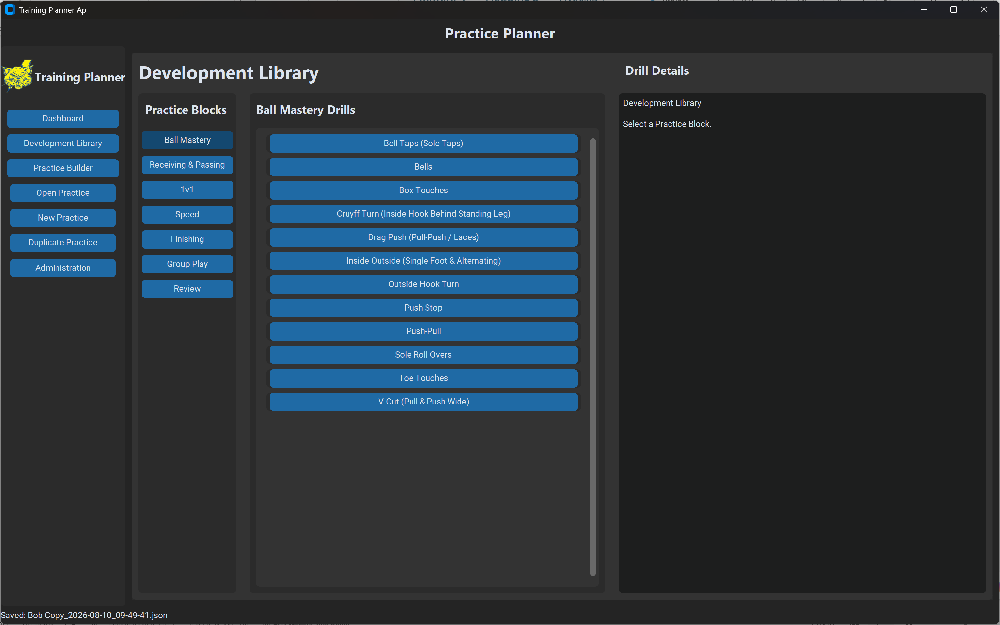 Training Planner Ap
Practice Planner
Training Planner
Dashboard
Development Library
Practice Builder
Open Practice
New Practice
Duplicate Practice
Administration
Development Library
Practice Blocks
Ball Mastery
Receiving & Passing
1v1
Speed
Finishing
Group Play
Review
Ball Mastery Drills
Bell Taps (Sole Taps)
Bells
Box Touches
Cruyff Turn (Inside Hook Behind Standing Leg)
Drag Push (Pull-Push / Laces)
Inside-Outside (Single Foot & Alternating)
Outside Hook Turn
Push Stop
Push-Pull
Sole Roll-Overs
Toe Touches
V-Cut (Pull & Push Wide)
Drill Details
Development Library
Select a Practice Block.
Saved: Bob Copy_2026-08-10_09-49-41.json